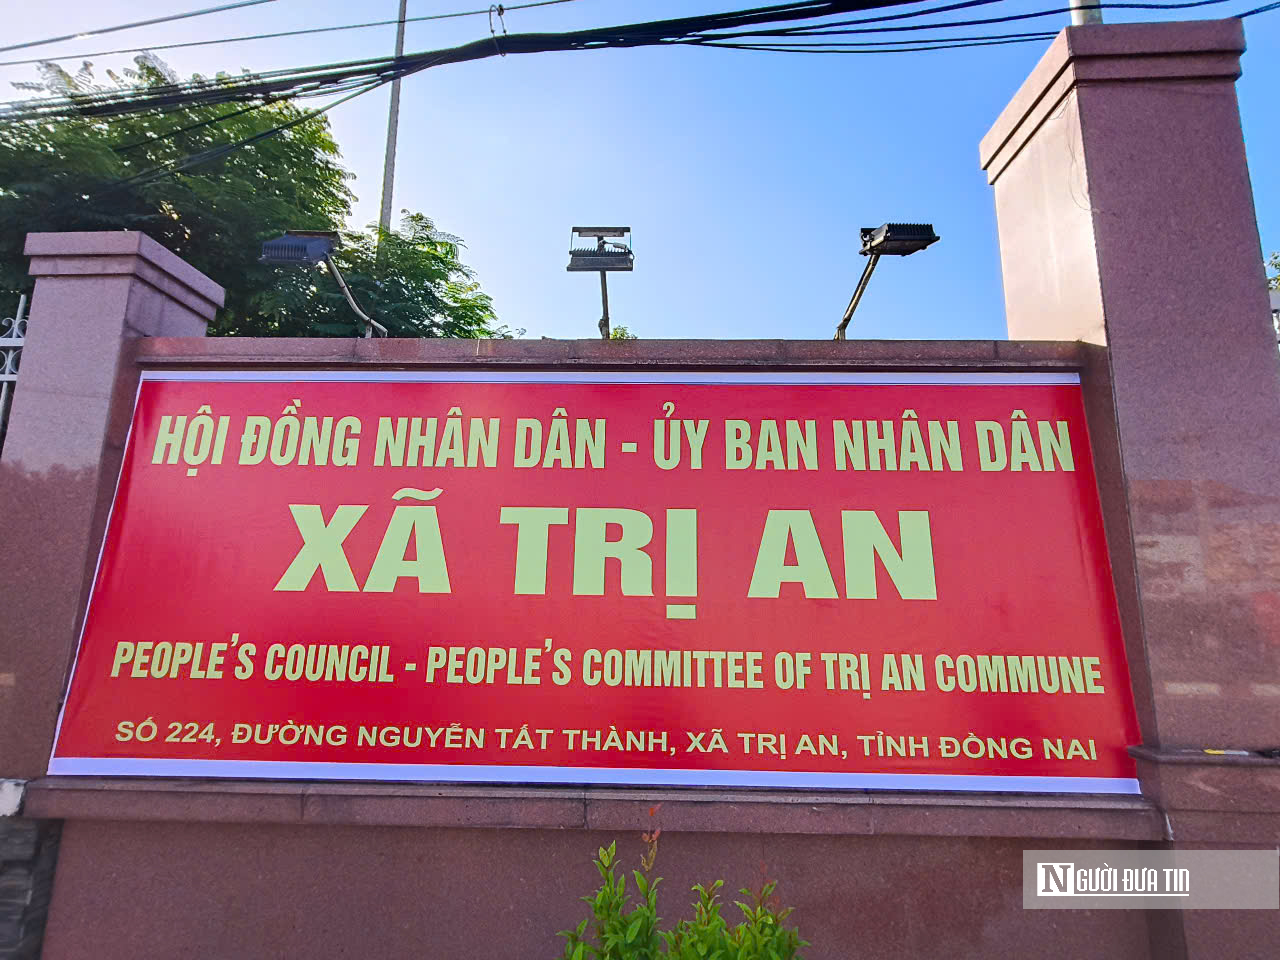 HỘI ĐỒNG NHÂN DÂN - ỦY BAN NHÂN DÂN
XÃ TRỊ AN
PEOPLE'S COUNCIL - PEOPLE'S COMMITTEE OF TRỊ AN COMMUNE
SỐ 224, ĐƯỜNG NGUYỄN TẤT THÀNH, XÃ TRỊ AN, TỈNH ĐỒNG NAI
NGƯỜI ĐƯA TIN